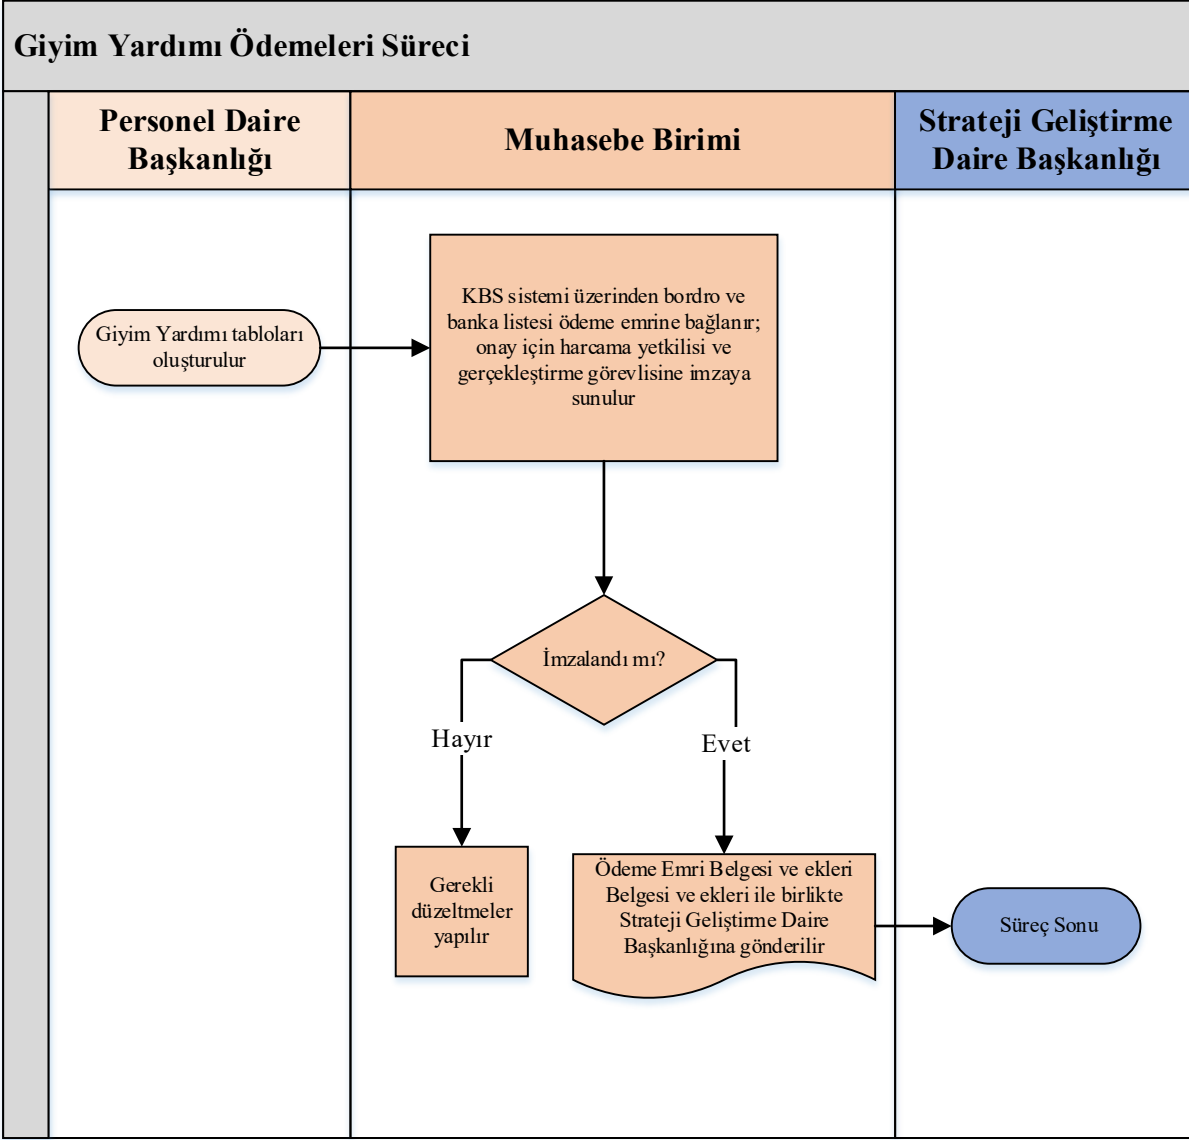 Giyim Yardımı Ödemeleri Süreci
Personel Daire
Başkanlığı
Muhasebe Birimi
Strateji Geliştirme
Daire Başkanlığı
Giyim Yardımı tabloları
oluşturulur
KBS sistemi üzerinden bordro ve
banka listesi ödeme emrine bağlanır;
onay için harcama yetkilisi ve
gerçekleştirme görevlisine imzaya
sunulur
İmzalandı mı?
Hayır
Evet
Gerekli
düzeltmeler
yapılır
Ödeme Emri Belgesi ve ekleri
Belgesi ve ekleri ile birlikte
Strateji Geliştirme Daire
Başkanlığına gönderilir
Süreç Sonu